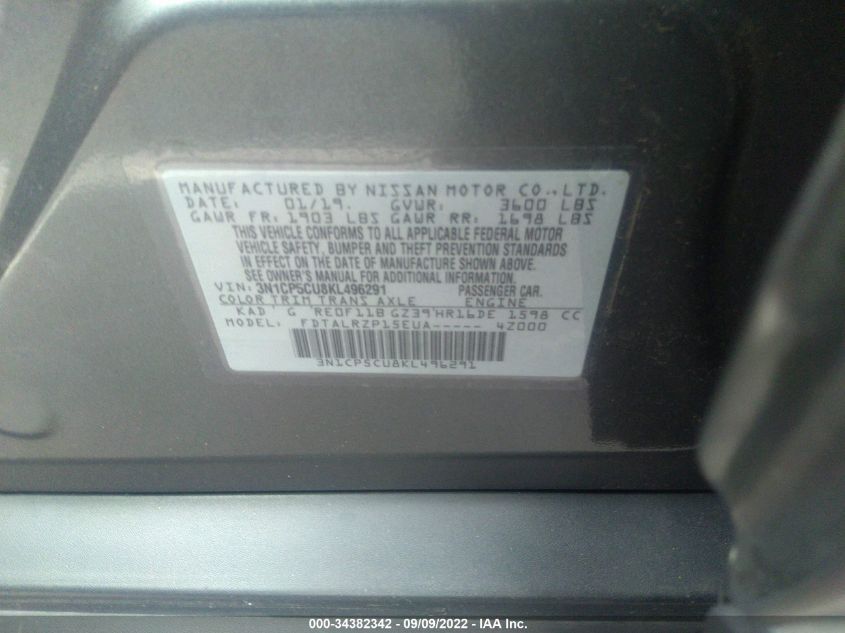 MANUFACTURED BY NISSAN MOTOR CO., LTD.
DATE: 01/19. GVWR: 3600 LBS
GAWR FR: 1903 LBS GAWR RR: 1698 LBS
THIS VEHICLE CONFORMS TO ALL APPLICABLE FEDERAL MOTOR
VEHICLE SAFETY, BUMPER AND THEFT PREVENTION STANDARDS
IN EFFECT ON THE DATE OF MANUFACTURE SHOWN ABOVE.
SEE OWNER'S MANUAL FOR ADDITIONAL INFORMATION.
VIN: 3N1CP5CU8KL496291 PASSENGER CAR.
COLOR TRIM TRANS AXLE ENGINE
KAD G RE0F11B GZ39 HR16DE 1598 CC
MODEL: FDTALRZP15EUA----- 4Z000
3N1CP5CU8KL496291
000-34382342 - 09/09/2022 - IAA Inc.